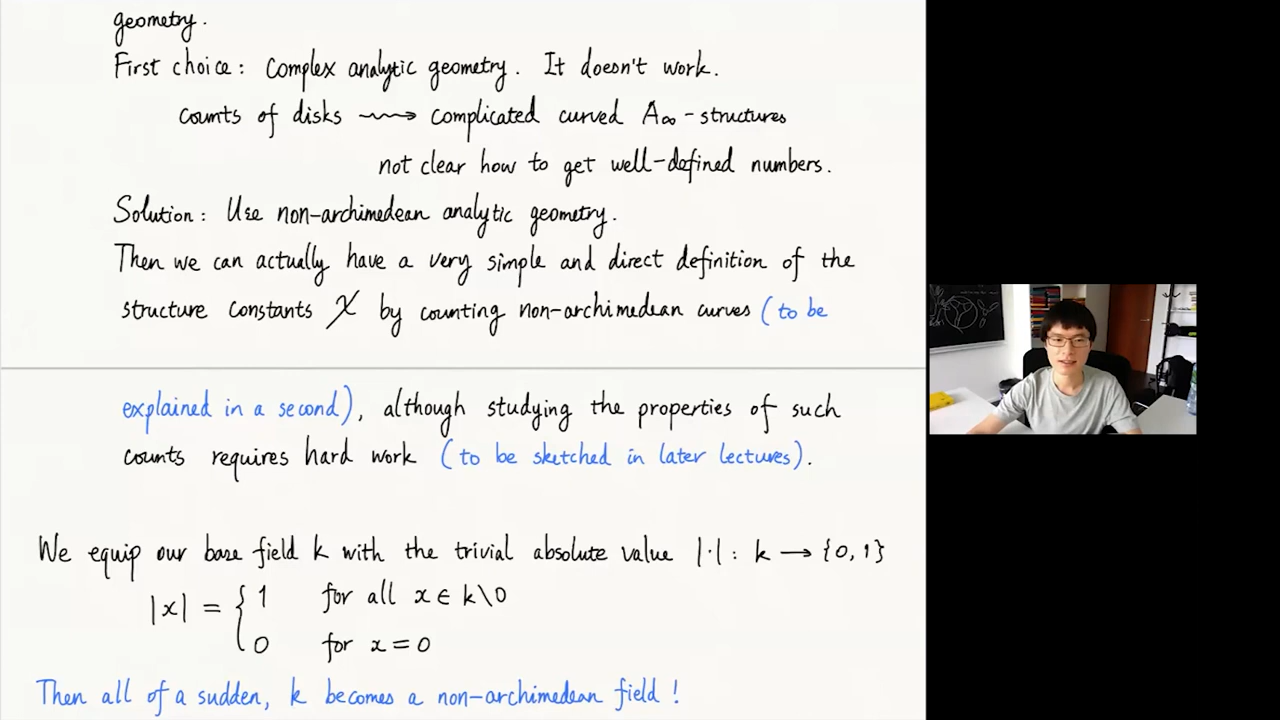 geometry.
First choice: Complex analytic geometry. It doesn't work.
counts of disks ⇝ complicated curved A∞-structures
not clear how to get well-defined numbers.
Solution: Use non-archimedean analytic geometry.
Then we can actually have a very simple and direct definition of the
structure constants χ by counting non-archimedean curves (to be
explained in a second), although studying the properties of such
counts requires hard work (to be sketched in later lectures).
We equip our base field k with the trivial absolute value |·|: k → {0,1}
|x| = { 1 for all x ∈ k\0
0 for x = 0
Then all of a sudden, k becomes a non-archimedean field!